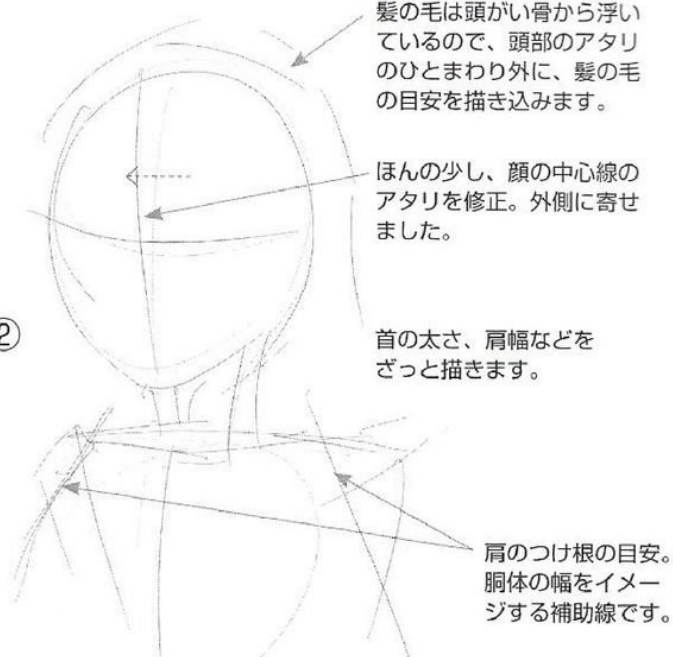 髪の毛は頭がい骨から浮い
ているので、頭部のアタリ
のひとまわり外に、髪の毛
の目安を描き込みます。
ほんの少し、顔の中心線の
アタリを修正。外側に寄せ
ました。
②
首の太さ、肩幅などを
ざっと描きます。
肩のつけ根の目安。
胴体の幅をイメー
ジする補助線です。